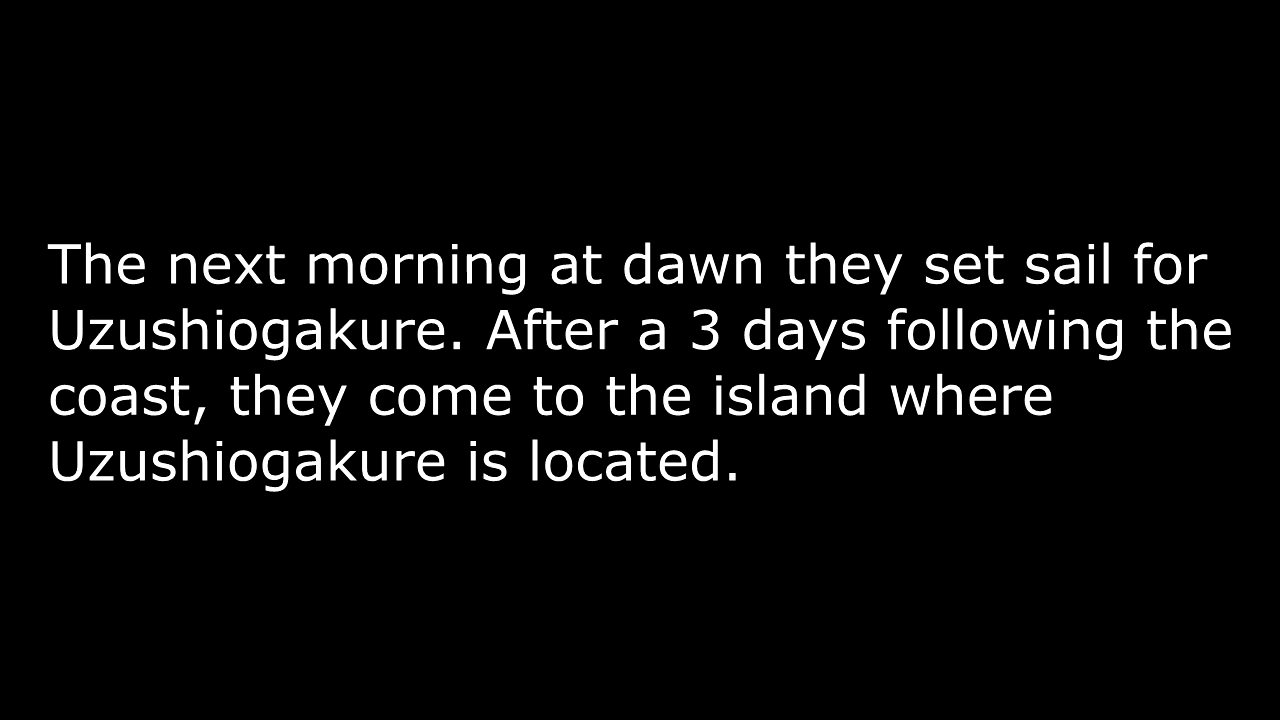 The next morning at dawn they set sail for
Uzushiogakure. After a 3 days following the
coast, they come to the island where
Uzushiogakure is located.